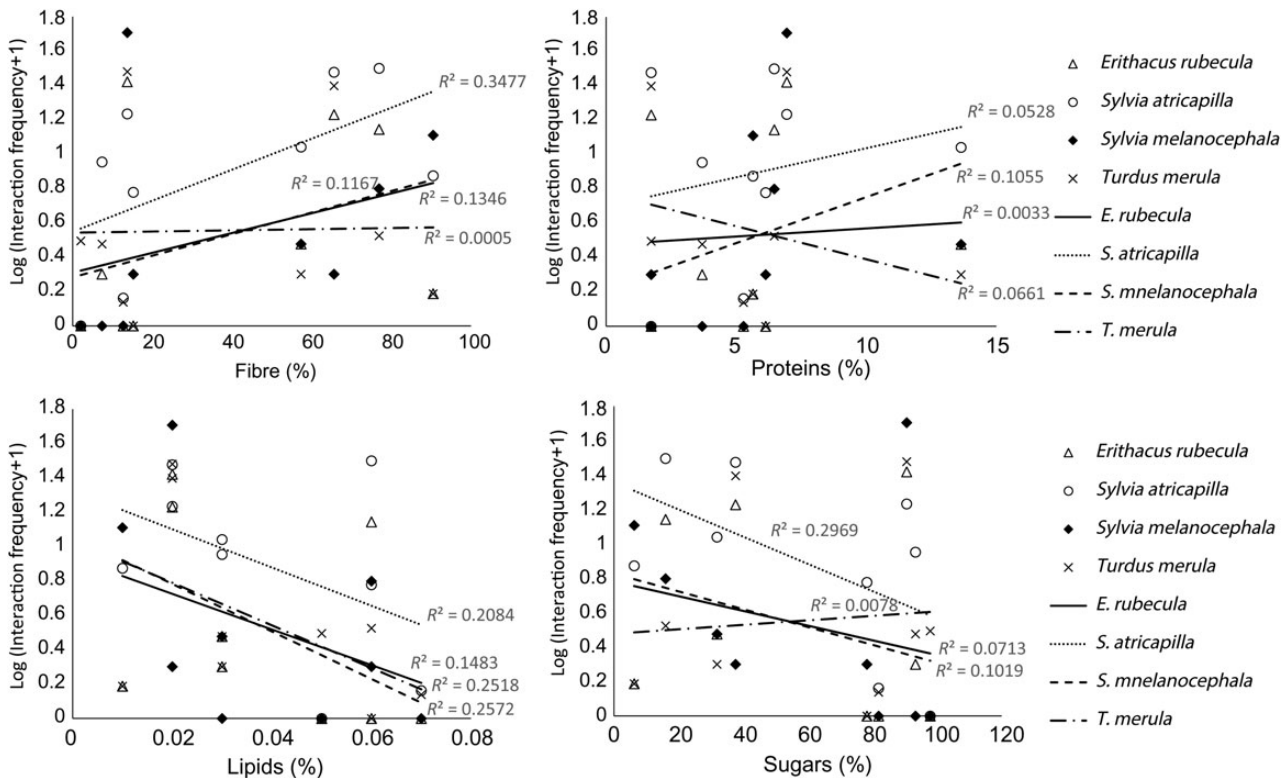 Log (Interaction frequency+1)
1.8
1.6
1.4
1.2
1
0.8
0.6
0.4
0.2
0
R² = 0.3477
R² = 0.1167
R² = 0.1346
R² = 0.0005
0
20
40
60
80
100
Fibre (%)
Log (Interaction frequency+1)
1.8
1.6
1.4
1.2
1
0.8
0.6
0.4
0.2
0
R² = 0.0528
R² = 0.1055
R² = 0.0033
R² = 0.0661
0
5
10
15
Proteins (%)
Erithacus rubecula
Sylvia atricapilla
Sylvia melanocephala
Turdus merula
E. rubecula
S. atricapilla
S. mnelanocephala
T. merula
Log (Interaction frequency+1)
1.8
1.6
1.4
1.2
1
0.8
0.6
0.4
0.2
0
R² = 0.2084
R² = 0.1483
R² = 0.2518
R² = 0.2572
0
0.02
0.04
0.06
0.08
Lipids (%)
Log (Interaction frequency+1)
1.8
1.6
1.4
1.2
1
0.8
0.6
0.4
0.2
0
R² = 0.2969
R² = 0.0078
R² = 0.0713
R² = 0.1019
0
20
40
60
80
100
120
Sugars (%)
Erithacus rubecula
Sylvia atricapilla
Sylvia melanocephala
Turdus merula
E. rubecula
S. atricapilla
S. mnelanocephala
T. merula